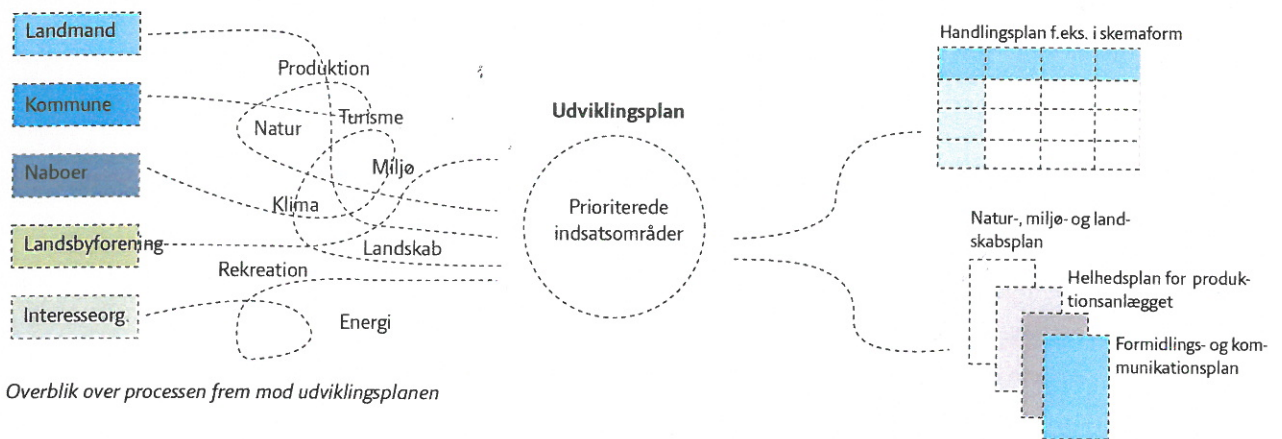 Landmand
Kommune
Naboer
Landsbyforening
Interesseorg.
Produktion
Turisme
Natur
Miljø
Klima
Landskab
Rekreation
Energi
Udviklingsplan
Prioriterede
indsatsområder
Handlingsplan f.eks. i skemaform
Natur-, miljø- og land-
skabsplan
Helhedsplan for produk-
tionsanlægget
Formidlings- og kom-
munikationsplan
Overblik over processen frem mod udviklingsplanen